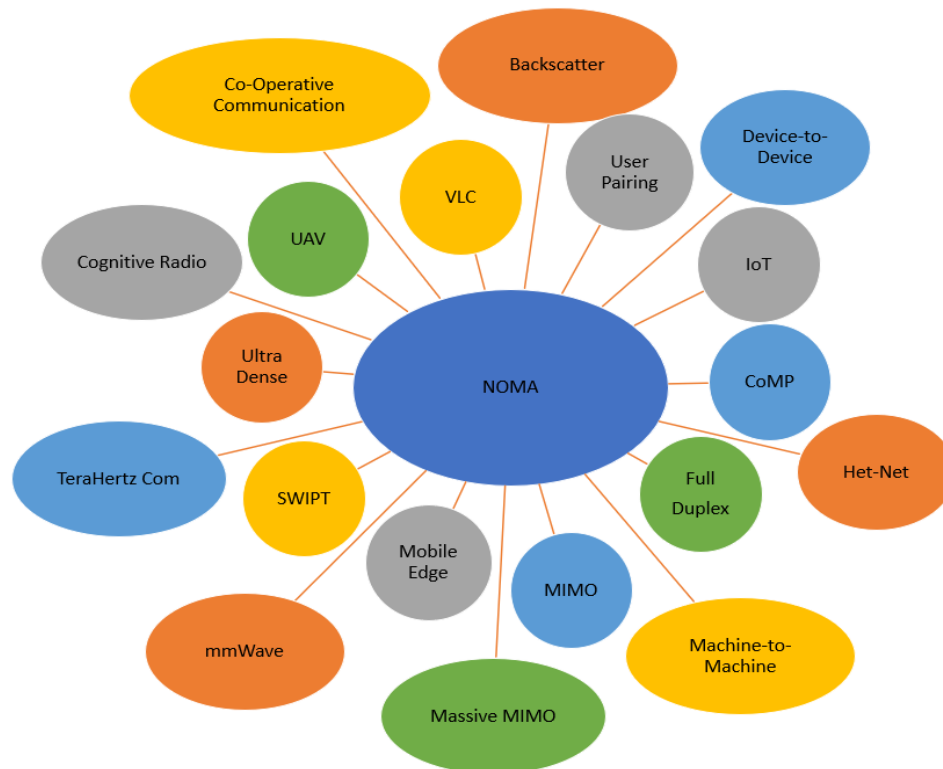 Backscatter
Co-Operative
Communication
Device-to-
Device
User
Pairing
VLC
UAV
Cognitive Radio
IoT
Ultra
Dense
NOMA
CoMP
TeraHertz Com
SWIPT
Full
Duplex
Het-Net
Mobile
Edge
MIMO
mmWave
Machine-to-
Machine
Massive MIMO